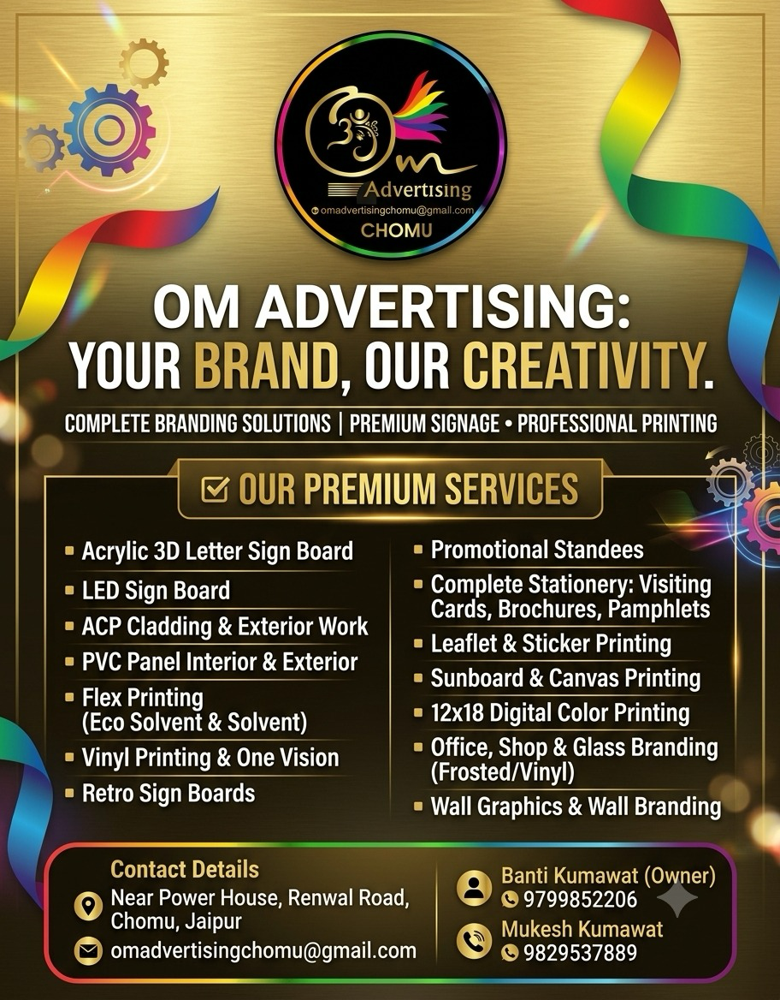 ॐ Om
Advertising
omadvertisingchomu@gmail.com
CHOMU
OM ADVERTISING:
YOUR BRAND, OUR CREATIVITY.
COMPLETE BRANDING SOLUTIONS | PREMIUM SIGNAGE • PROFESSIONAL PRINTING
OUR PREMIUM SERVICES
Acrylic 3D Letter Sign Board
LED Sign Board
ACP Cladding & Exterior Work
PVC Panel Interior & Exterior
Flex Printing
(Eco Solvent & Solvent)
Vinyl Printing & One Vision
Retro Sign Boards
Promotional Standees
Complete Stationery: Visiting
Cards, Brochures, Pamphlets
Leaflet & Sticker Printing
Sunboard & Canvas Printing
12x18 Digital Color Printing
Office, Shop & Glass Branding
(Frosted/Vinyl)
Wall Graphics & Wall Branding
Contact Details
Near Power House, Renwal Road,
Chomu, Jaipur
omadvertisingchomu@gmail.com
Banti Kumawat (Owner)
9799852206
Mukesh Kumawat
9829537889